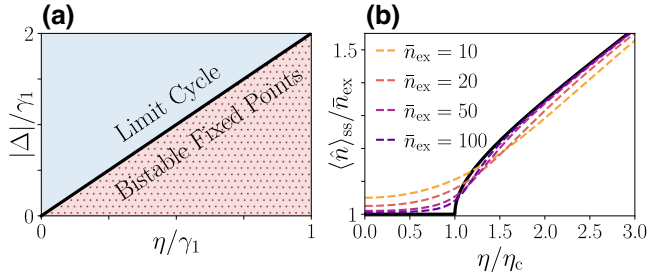 (a)
2
|Δ|/γ₁
0
Limit Cycle
Bistable Fixed Points
0
η/γ₁
1
(b)
1.5
⟨n̂⟩ss/n̄ex
1
n̄ex = 10
n̄ex = 20
n̄ex = 50
n̄ex = 100
0.0 0.5 1.0 1.5 2.0 2.5 3.0
η/ηc